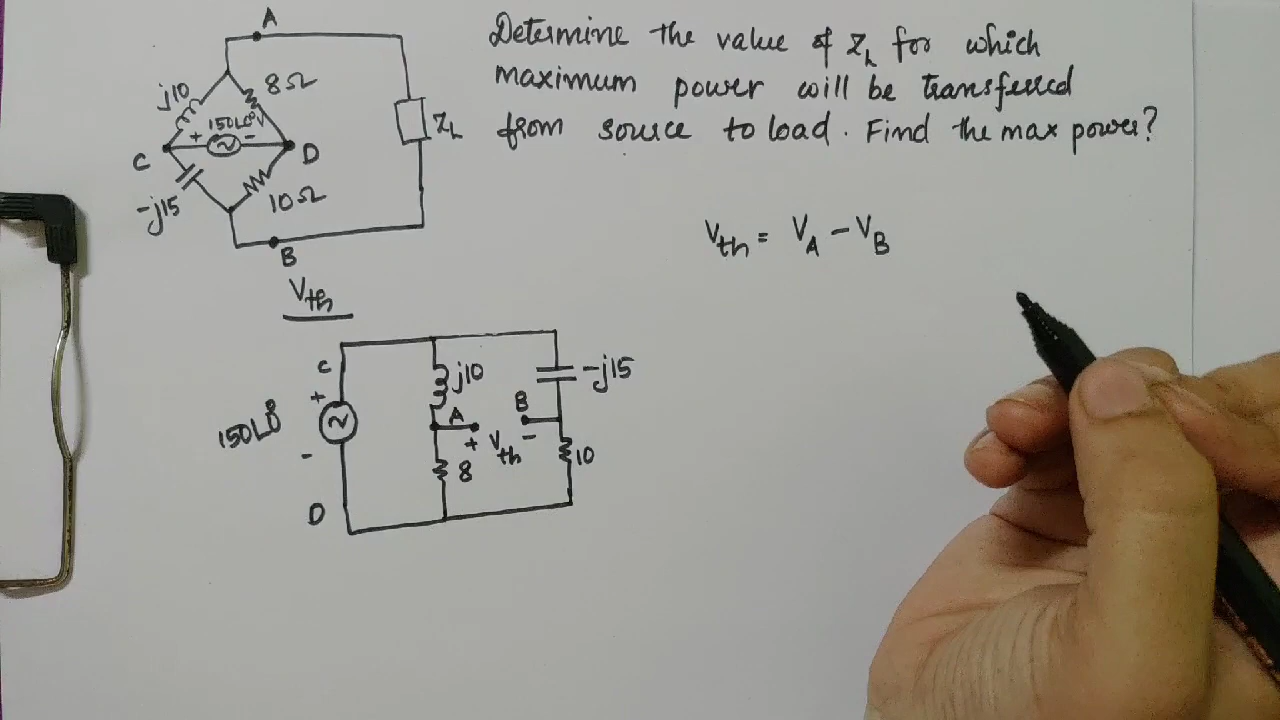 Determine the value of ZL for which
maximum power will be transferred
from source to load. Find the max power?
A
j10
8Ω
150∠0°V
+
-
C
D
ZL
-j15
10Ω
B
Vth = VA - VB
Vth
C
+
150∠0°
-
D
j10
A
+
Vth
8
B
-
-j15
10